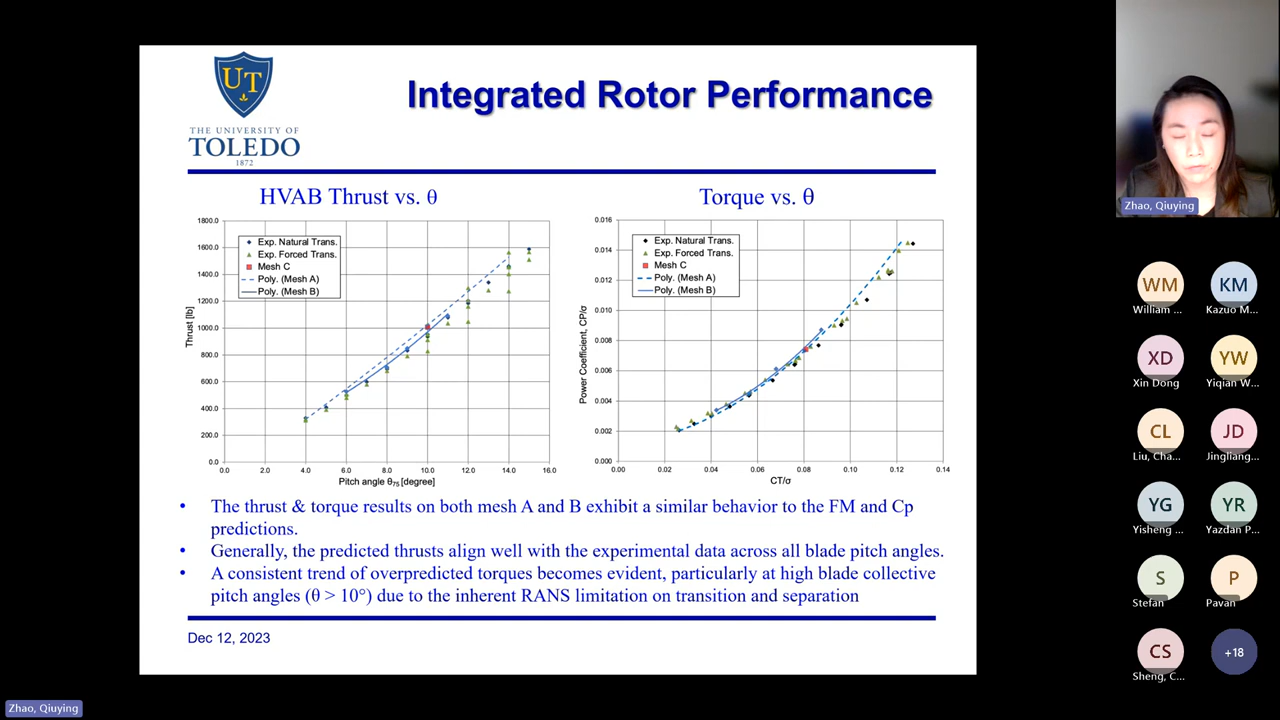 UT
THE UNIVERSITY OF
TOLEDO
1872
Integrated Rotor Performance
HVAB Thrust vs. θ
1800.0
1600.0
1400.0
1200.0
1000.0
800.0
600.0
400.0
200.0
0.0
Thrust [lb]
Exp. Natural Trans.
Exp. Forced Trans.
Mesh C
Poly. (Mesh A)
Poly. (Mesh B)
0.0 2.0 4.0 6.0 8.0 10.0 12.0 14.0 16.0
Pitch angle θ75 [degree]
Torque vs. θ
0.016
0.014
0.012
0.010
0.008
0.006
0.004
0.002
0.000
Power Coefficient, CP/σ
Exp. Natural Trans.
Exp. Forced Trans.
Mesh C
Poly. (Mesh A)
Poly. (Mesh B)
0.00 0.02 0.04 0.06 0.08 0.10 0.12 0.14
CT/σ
• The thrust & torque results on both mesh A and B exhibit a similar behavior to the FM and Cp
predictions.
• Generally, the predicted thrusts align well with the experimental data across all blade pitch angles.
• A consistent trend of overpredicted torques becomes evident, particularly at high blade collective
pitch angles (θ > 10°) due to the inherent RANS limitation on transition and separation
Dec 12, 2023
Zhao, Qiuying
WM KM
William ... Kazuo M...
XD YW
Xin Dong Yiqian W...
CL JD
Liu, Cha... Jingliang...
YG YR
Yisheng ... Yazdan P...
S P
Stefan Pavan
CS +18
Sheng, C...
Zhao, Qiuying